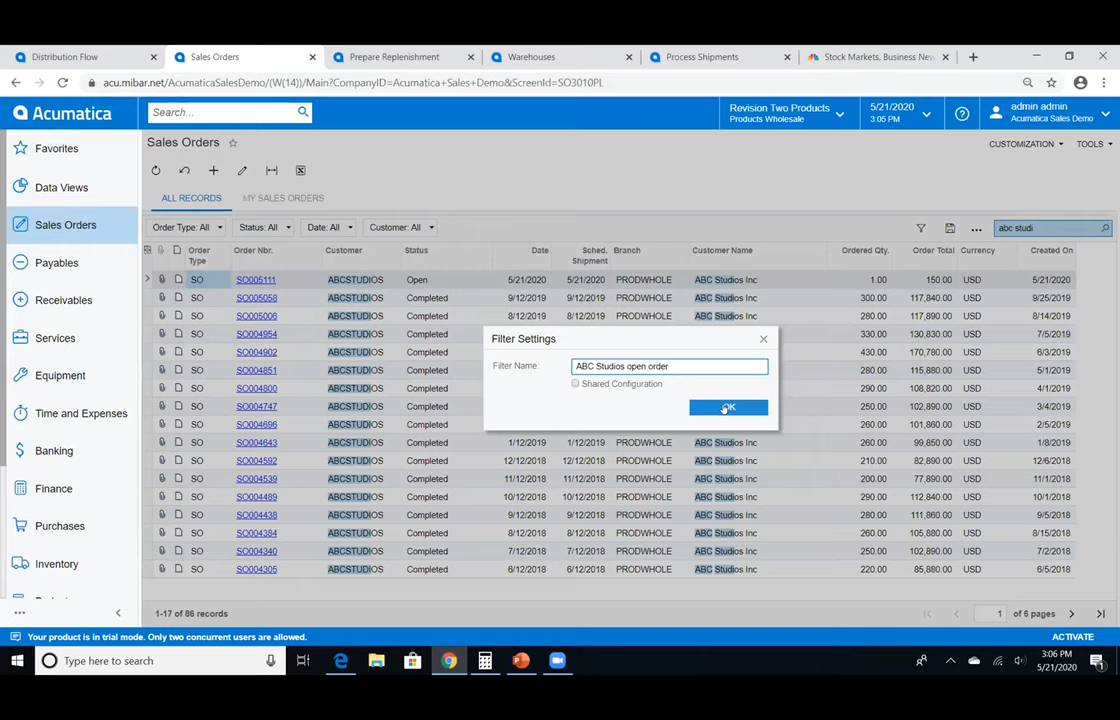 Distribution Flow
Sales Orders
Prepare Replenishment
Warehouses
Process Shipments
Stock Markets, Business New
acu.mibar.net/AcumaticaSalesDemo/(W(14))/Main?CompanyID=Acumatica+Sales+Demo&ScreenId=SO3010PL
Acumatica
Search...
Revision Two Products
Products Wholesale
5/21/2020
3:05 PM
admin admin
Acumatica Sales Demo
Favorites
Data Views
Sales Orders
Payables
Receivables
Services
Equipment
Time and Expenses
Banking
Finance
Purchases
Inventory
Sales Orders
CUSTOMIZATION
TOOLS
ALL RECORDS
MY SALES ORDERS
Order Type: All
Status: All
Date: All
Customer: All
abc studi
Order Type
Order Nbr.
Customer
Status
Date
Sched. Shipment
Branch
Customer Name
Ordered Qty.
Order Total
Currency
Created On
SO SO005111 ABCSTUDIOS Open 5/21/2020 5/21/2020 PRODWHOLE ABC Studios Inc 1.00 150.00 USD 5/21/2020
SO SO005058 ABCSTUDIOS Completed 9/12/2019 9/12/2019 PRODWHOLE ABC Studios Inc 300.00 117,840.00 USD 9/25/2019
SO SO005006 ABCSTUDIOS Completed 8/12/2019 8/12/2019 PRODWHOLE ABC Studios Inc 280.00 117,890.00 USD 8/14/2019
SO SO004954 ABCSTUDIOS Completed 330.00 130,830.00 USD 7/5/2019
SO SO004902 ABCSTUDIOS Completed 430.00 170,780.00 USD 6/3/2019
SO SO004851 ABCSTUDIOS Completed 280.00 115,880.00 USD 5/1/2019
SO SO004800 ABCSTUDIOS Completed 290.00 108,820.00 USD 4/1/2019
SO SO004747 ABCSTUDIOS Completed 250.00 102,890.00 USD 3/4/2019
SO SO004696 ABCSTUDIOS Completed 260.00 101,860.00 USD 2/5/2019
SO SO004643 ABCSTUDIOS Completed 1/12/2019 1/12/2019 PRODWHOLE ABC Studios Inc 260.00 99,850.00 USD 1/8/2019
SO SO004592 ABCSTUDIOS Completed 12/12/2018 12/12/2018 PRODWHOLE ABC Studios Inc 210.00 82,890.00 USD 12/6/2018
SO SO004539 ABCSTUDIOS Completed 11/12/2018 11/12/2018 PRODWHOLE ABC Studios Inc 200.00 77,890.00 USD 11/5/2018
SO SO004489 ABCSTUDIOS Completed 10/12/2018 10/12/2018 PRODWHOLE ABC Studios Inc 290.00 112,840.00 USD 10/1/2018
SO SO004438 ABCSTUDIOS Completed 9/12/2018 9/12/2018 PRODWHOLE ABC Studios Inc 280.00 111,860.00 USD 9/5/2018
SO SO004384 ABCSTUDIOS Completed 8/12/2018 8/12/2018 PRODWHOLE ABC Studios Inc 260.00 105,880.00 USD 8/15/2018
SO SO004340 ABCSTUDIOS Completed 7/12/2018 7/12/2018 PRODWHOLE ABC Studios Inc 250.00 102,880.00 USD 7/2/2018
SO SO004305 ABCSTUDIOS Completed 6/12/2018 6/12/2018 PRODWHOLE ABC Studios Inc 220.00 85,880.00 USD 6/5/2018
Filter Settings
Filter Name: ABC Studios open order
Shared Configuration
OK
1-17 of 86 records
1 of 6 pages
Your product is in trial mode. Only two concurrent users are allowed.
ACTIVATE
Type here to search
3:06 PM
5/21/2020